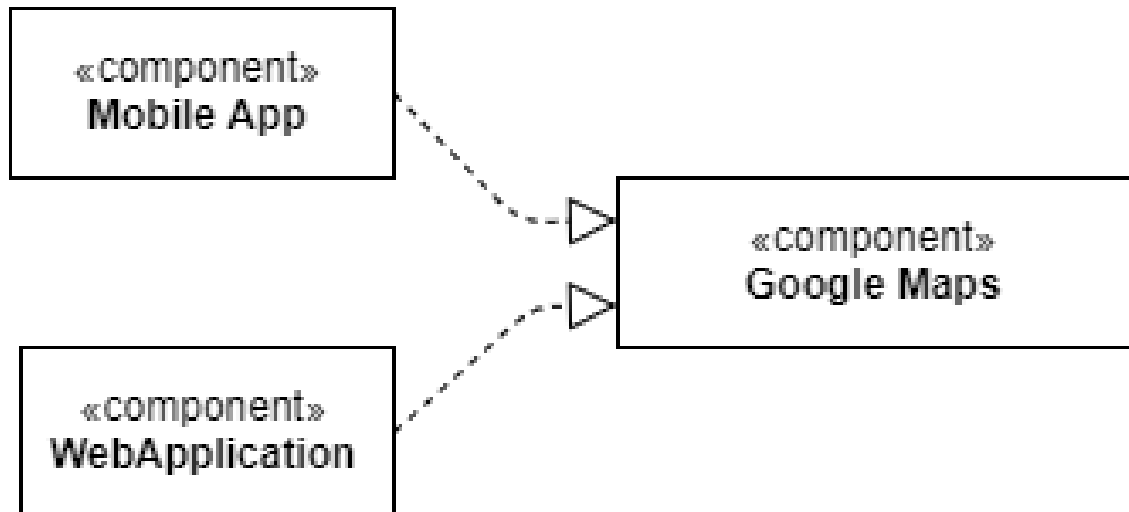 «component»
Mobile App
«component»
Google Maps
«component»
WebApplication